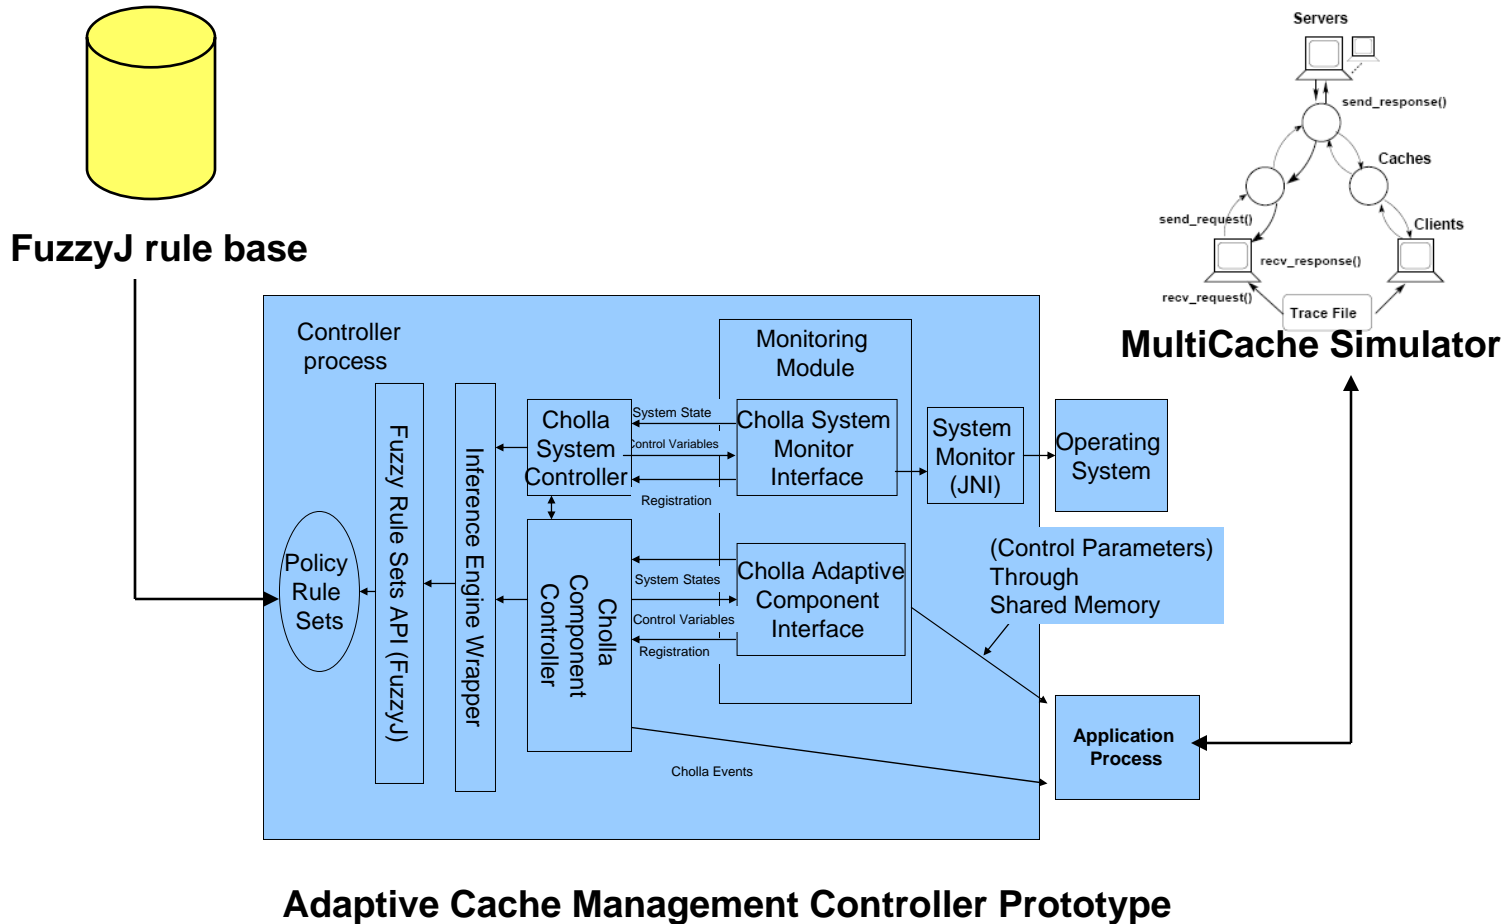 Servers
send_response()
Caches
send_request()
Clients
recv_response()
recv_request()
Trace File
MultiCache Simulator
FuzzyJ rule base
Controller
process
Monitoring
Module
Policy
Rule
Sets
Fuzzy Rule Sets API (FuzzyJ)
Inference Engine Wrapper
Cholla
System
Controller
System State
Control Variables
Registration
Cholla System
Monitor
Interface
System
Monitor
(JNI)
Operating
System
Cholla
Component
Controller
System States
Control Variables
Registration
Cholla Adaptive
Component
Interface
(Control Parameters)
Through
Shared Memory
Application
Process
Cholla Events
Adaptive Cache Management Controller Prototype